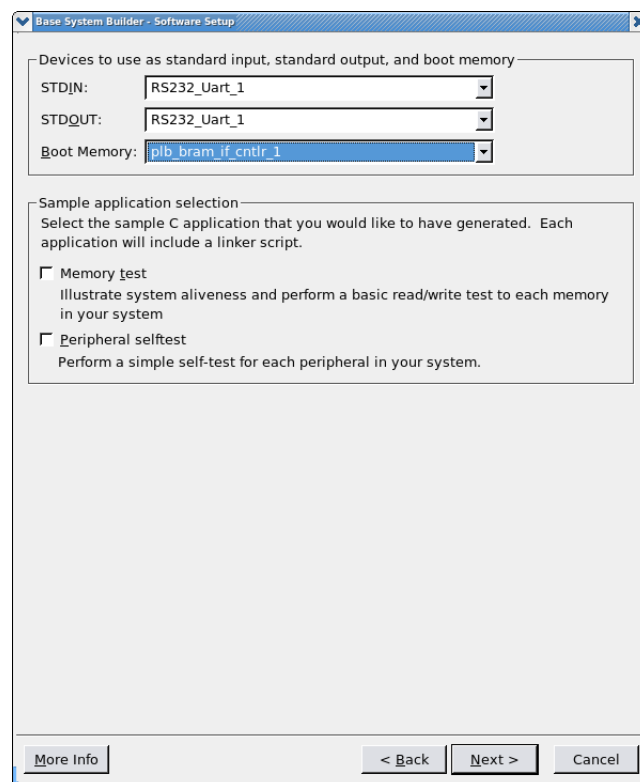 Base System Builder - Software Setup
Devices to use as standard input, standard output, and boot memory
STDIN: RS232_Uart_1
STDOUT: RS232_Uart_1
Boot Memory: plb_bram_if_cntlr_1
Sample application selection
Select the sample C application that you would like to have generated. Each
application will include a linker script.
Memory test
Illustrate system aliveness and perform a basic read/write test to each memory
in your system
Peripheral selftest
Perform a simple self-test for each peripheral in your system.
More Info < Back Next > Cancel